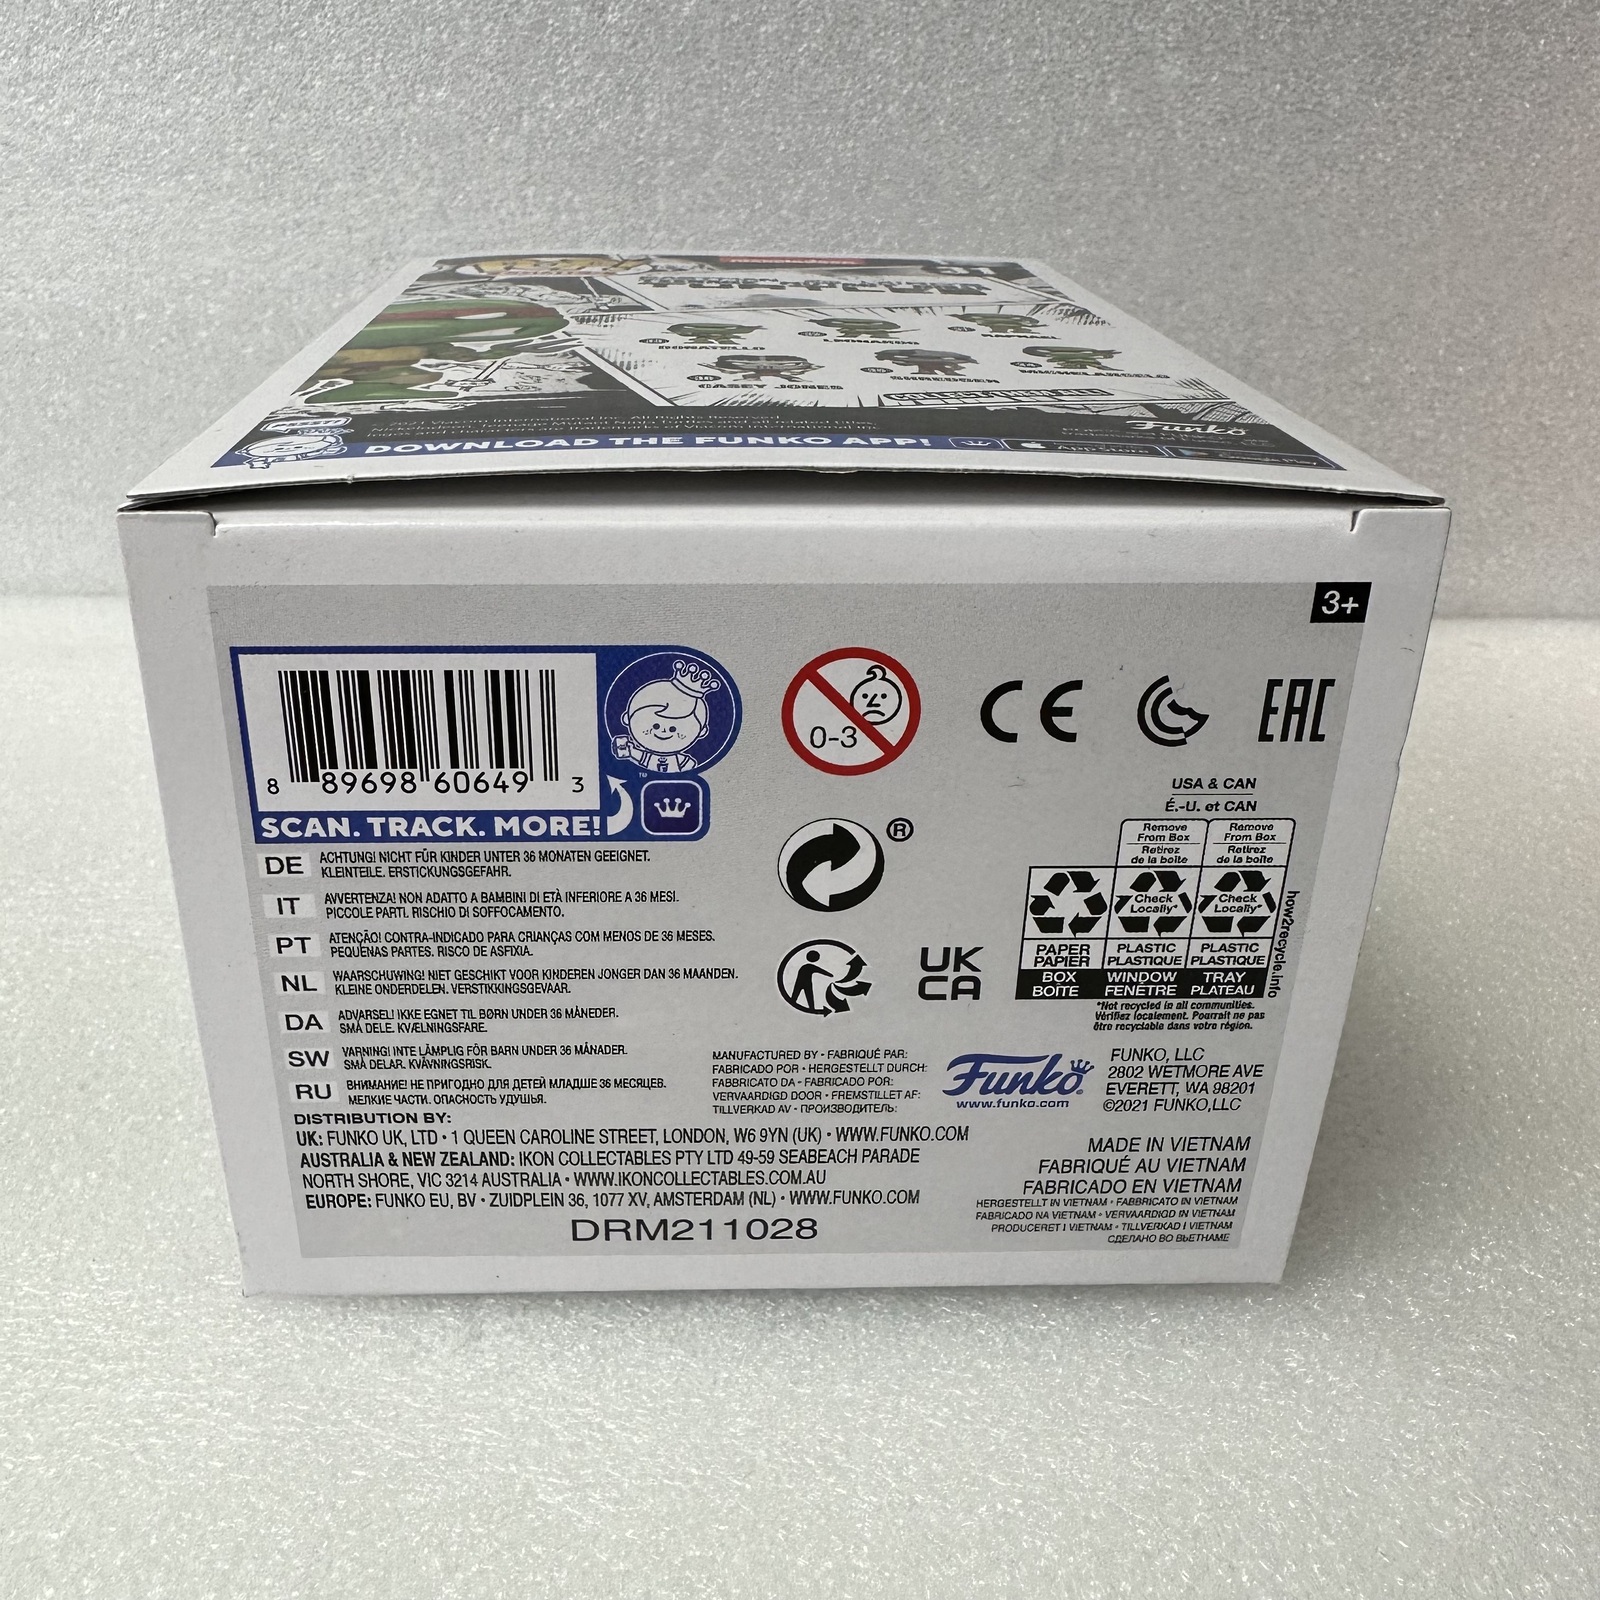 DONATELLO
LEONARDO
RAPHAEL
CASEY JONES
SHREDDER
MICHELANGELO
Funko
DOWNLOAD THE FUNKO APP!
App Store
Google Play
3+
8 89698 60649 3
SCAN. TRACK. MORE!
0-3
CE
EAC
®
UK
CA
USA & CAN
É.-U. et CAN
Remove From Box Retirez de la boîte
Remove From Box Retirez de la boîte
Check Locally*
Check Locally*
PAPER PAPIER
PLASTIC PLASTIQUE
PLASTIC PLASTIQUE
BOX BOÎTE
WINDOW FENÊTRE
TRAY PLATEAU
how2recycle.info
*Not recycled in all communities.
Vérifiez localement. Pourrait ne pas
être recyclable dans votre région.
DE ACHTUNG! NICHT FÜR KINDER UNTER 36 MONATEN GEEIGNET.
KLEINTEILE. ERSTICKUNGSGEFAHR.
IT AVVERTENZA! NON ADATTO A BAMBINI DI ETÀ INFERIORE A 36 MESI.
PICCOLE PARTI. RISCHIO DI SOFFOCAMENTO.
PT ATENÇÃO! CONTRA-INDICADO PARA CRIANÇAS COM MENOS DE 36 MESES.
PEQUENAS PARTES. RISCO DE ASFIXIA.
NL WAARSCHUWING! NIET GESCHIKT VOOR KINDEREN JONGER DAN 36 MAANDEN.
KLEINE ONDERDELEN. VERSTIKKINGSGEVAAR.
DA ADVARSEL! IKKE EGNET TIL BØRN UNDER 36 MÅNEDER.
SMÅ DELE. KVÆLNINGSFARE.
SW VARNING! INTE LÄMPLIG FÖR BARN UNDER 36 MÅNADER.
SMÅ DELAR. KVÄVNINGSRISK.
RU ВНИМАНИЕ! НЕ ПРИГОДНО ДЛЯ ДЕТЕЙ МЛАДШЕ 36 МЕСЯЦЕВ.
МЕЛКИЕ ЧАСТИ. ОПАСНОСТЬ УДУШЬЯ.
MANUFACTURED BY • FABRIQUÉ PAR:
FABRICADO POR • HERGESTELLT DURCH:
FABBRICATO DA • FABRICADO POR:
VERVAARDIGD DOOR • FREMSTILLET AF:
TILLVERKAD AV • ПРОИЗВОДИТЕЛЬ:
Funko®
www.funko.com
FUNKO, LLC
2802 WETMORE AVE
EVERETT, WA 98201
©2021 FUNKO,LLC
DISTRIBUTION BY:
UK: FUNKO UK, LTD • 1 QUEEN CAROLINE STREET, LONDON, W6 9YN (UK) • WWW.FUNKO.COM
AUSTRALIA & NEW ZEALAND: IKON COLLECTABLES PTY LTD 49-59 SEABEACH PARADE
NORTH SHORE, VIC 3214 AUSTRALIA • WWW.IKONCOLLECTABLES.COM.AU
EUROPE: FUNKO EU, BV • ZUIDPLEIN 36, 1077 XV, AMSTERDAM (NL) • WWW.FUNKO.COM
DRM211028
MADE IN VIETNAM
FABRIQUÉ AU VIETNAM
FABRICADO EN VIETNAM
HERGESTELLT IN VIETNAM • FABBRICATO IN VIETNAM
FABRICADO NA VIETNAM • VERVAARDIGD IN VIETNAM
PRODUCERET I VIETNAM • TILLVERKAD I VIETNAM
СДЕЛАНО ВО ВЬЕТНАМЕ